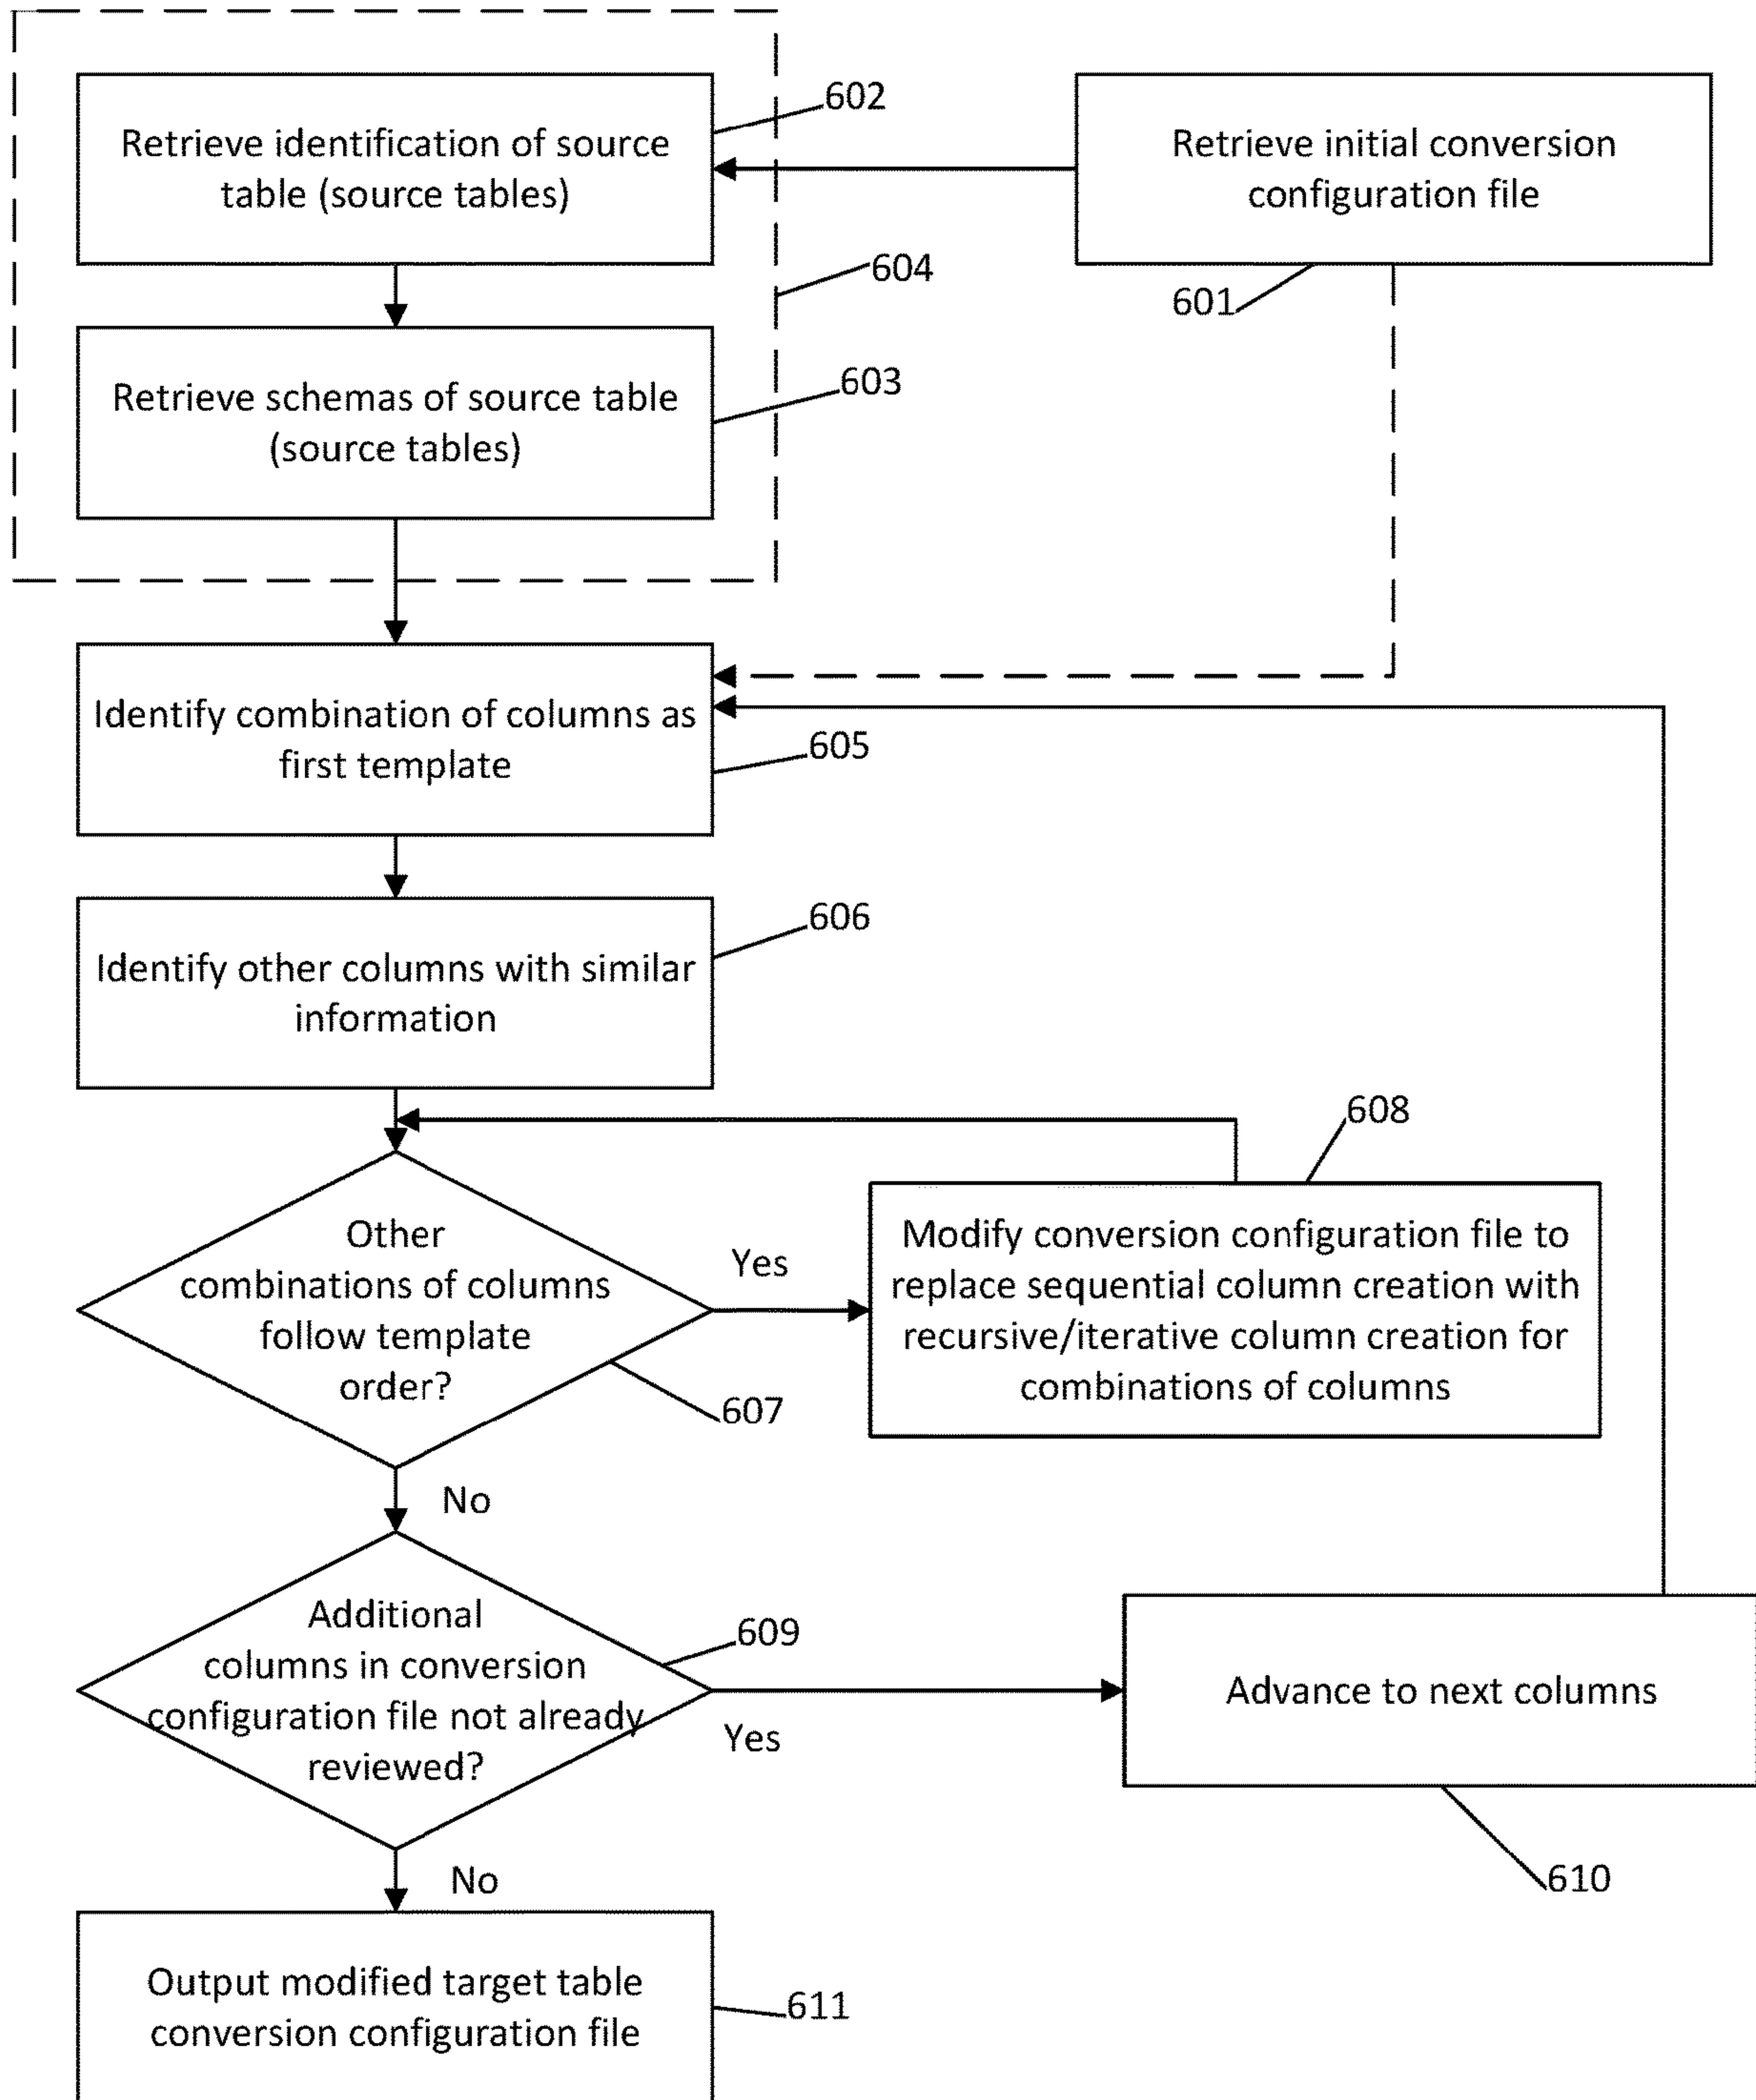 602
Retrieve identification of source
table (source tables)
Retrieve initial conversion
configuration file
604
601
603
Retrieve schemas of source table
(source tables)
Identify combination of columns as
first template
605
606
Identify other columns with similar
information
608
Other
combinations of columns
follow template
order?
Yes
Modify conversion configuration file to
replace sequential column creation with
recursive/iterative column creation for
combinations of columns
607
No
Additional
columns in conversion
configuration file not already
reviewed?
609
Yes
Advance to next columns
610
No
Output modified target table
conversion configuration file
611